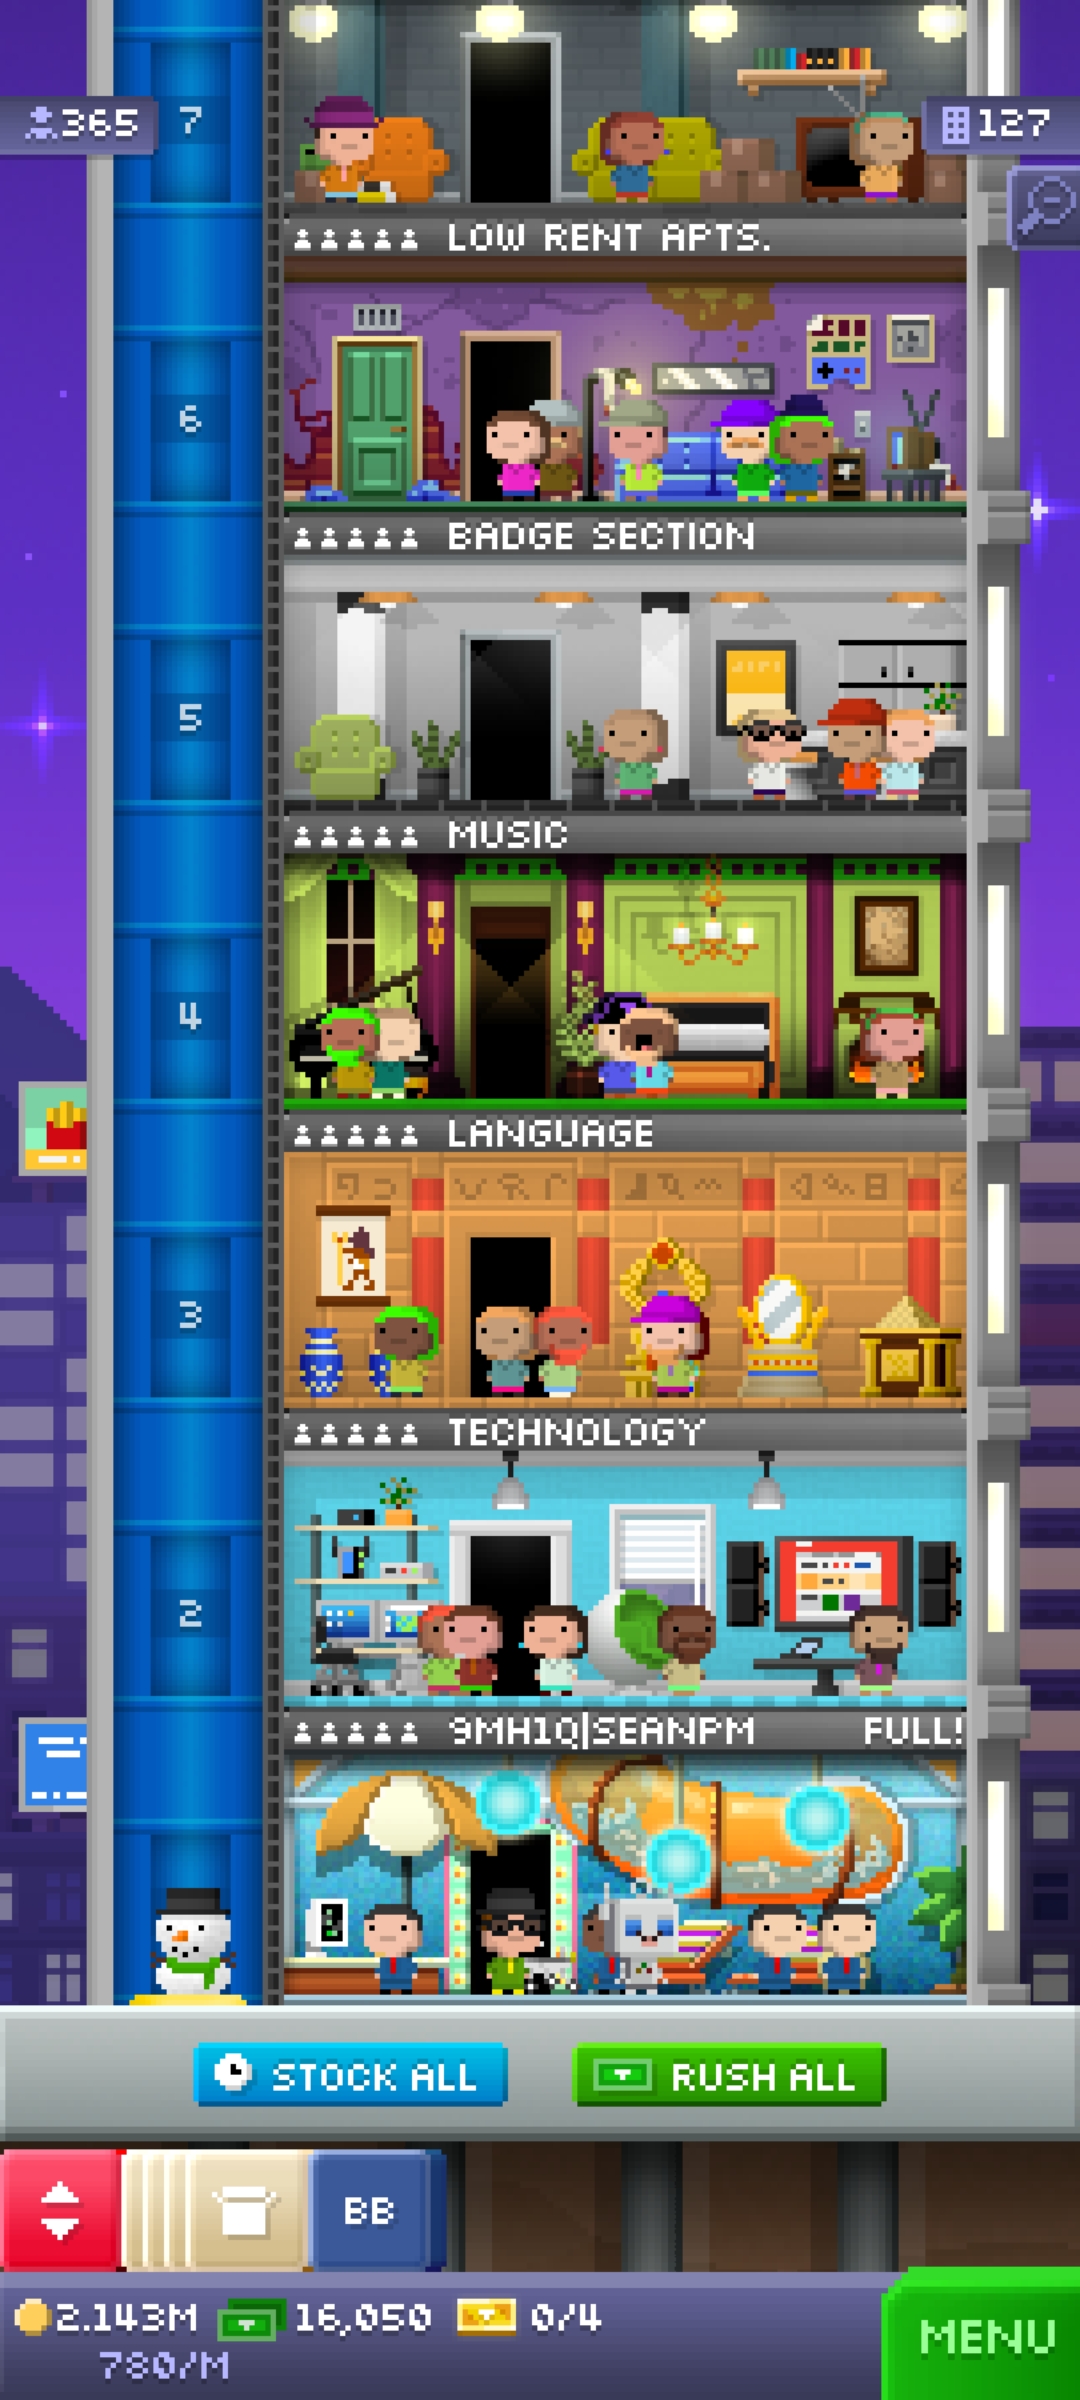 365
7
127
LOW RENT APTS.
6
BADGE SECTION
5
MUSIC
4
LANGUAGE
3
TECHNOLOGY
2
9MH1Q|SEANPM FULL!
STOCK ALL
RUSH ALL
BB
2.143M 16,050 0/4
780/M
MENU